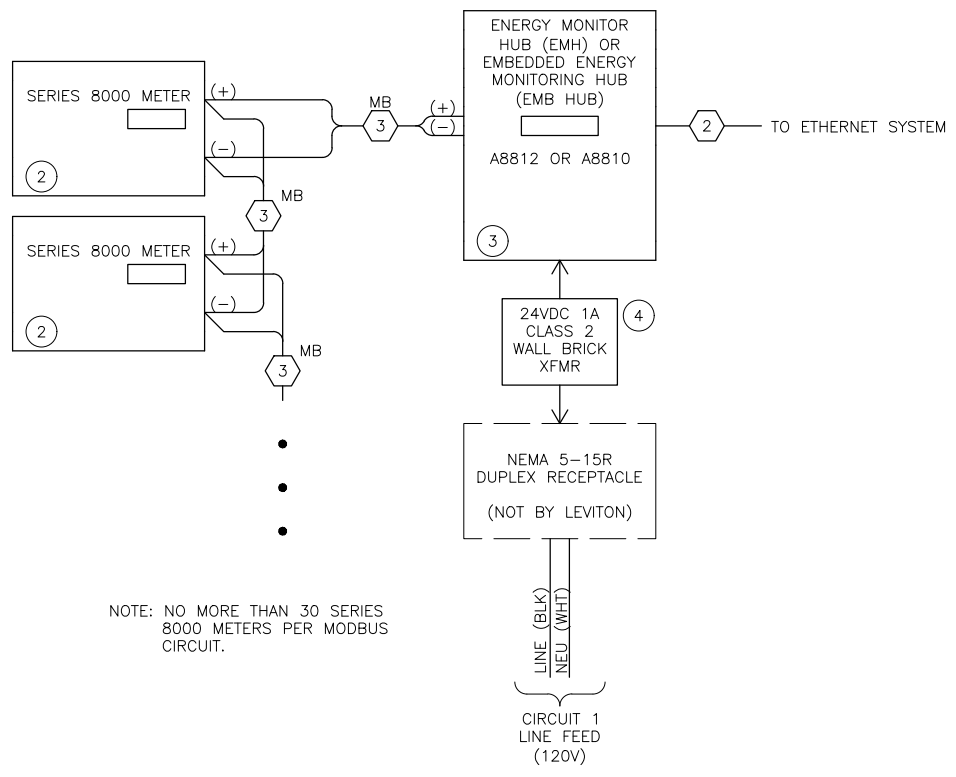 ENERGY MONITOR
HUB (EMH) OR
EMBEDDED ENERGY
MONITORING HUB
(EMB HUB)
A8812 OR A8810
3
(+)
(−)
MB
3
2
TO ETHERNET SYSTEM
SERIES 8000 METER
(+)
(−)
2
MB
3
SERIES 8000 METER
(+)
(−)
2
MB
3
24VDC 1A
CLASS 2
WALL BRICK
XFMR
4
NEMA 5−15R
DUPLEX RECEPTACLE
(NOT BY LEVITON)
LINE (BLK)
NEU (WHT)
CIRCUIT 1
LINE FEED
(120V)
NOTE: NO MORE THAN 30 SERIES
8000 METERS PER MODBUS
CIRCUIT.